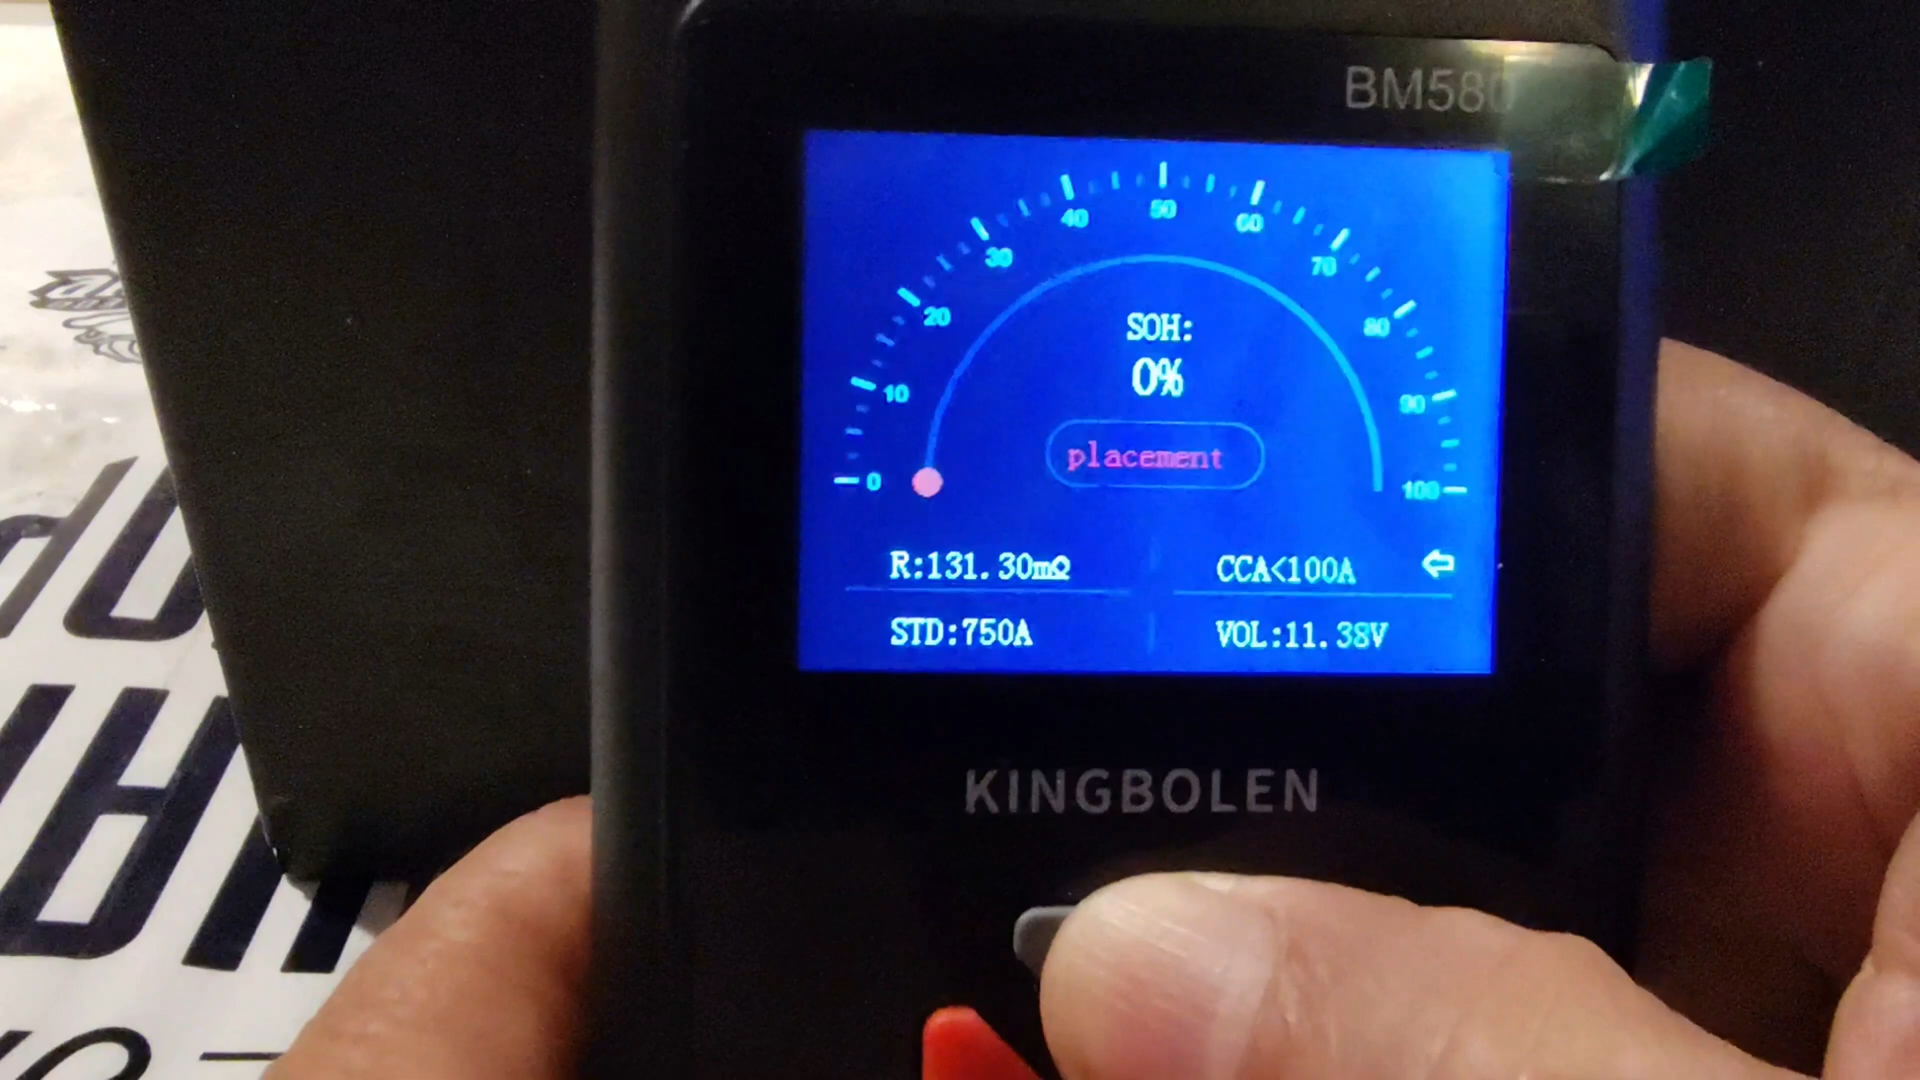 BM580
40 50 60
30 70
20 80
SOH:
0%
10 90
placement
0 100
R:131.30mΩ CCA<100A
STD:750A VOL:11.38V
KINGBOLEN